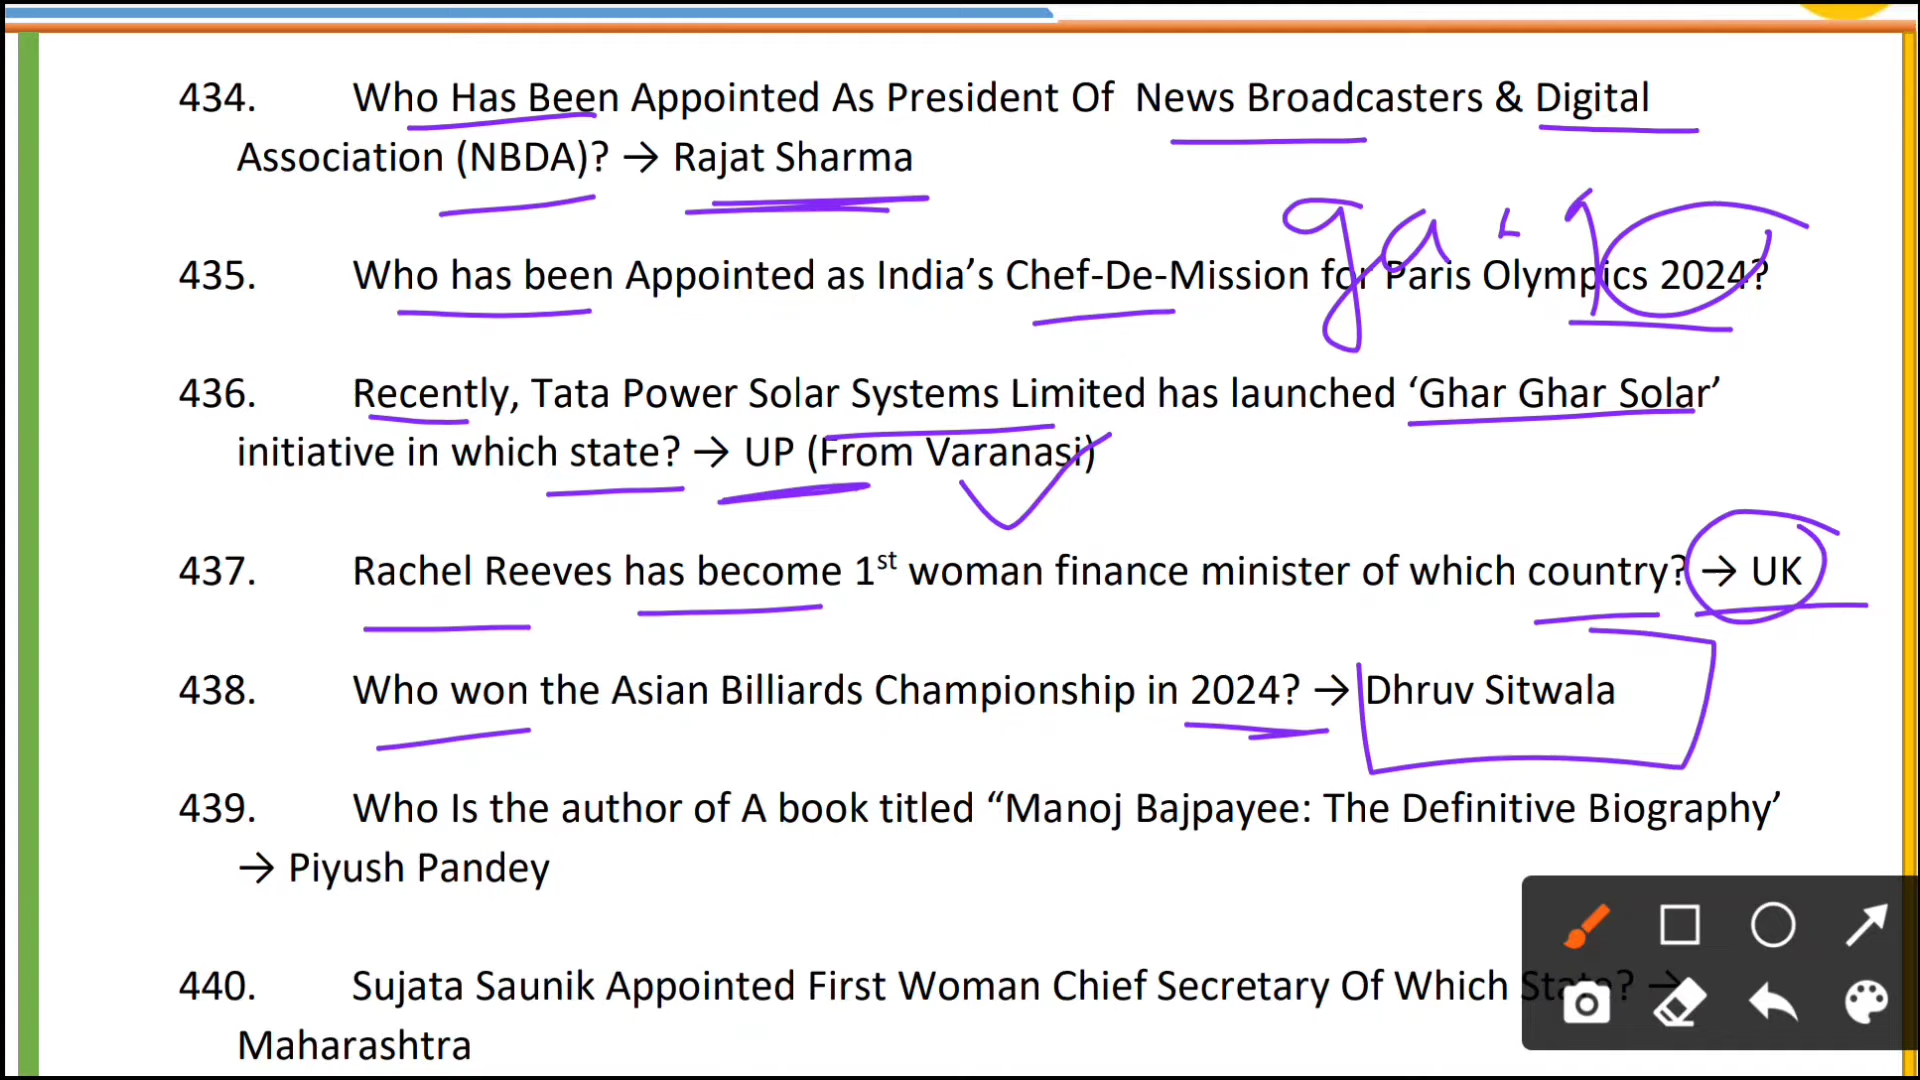 434. Who Has Been Appointed As President Of News Broadcasters & Digital
Association (NBDA)? → Rajat Sharma
435. Who has been Appointed as India’s Chef-De-Mission for Paris Olympics 2024?
436. Recently, Tata Power Solar Systems Limited has launched ‘Ghar Ghar Solar’
initiative in which state? → UP (From Varanasi)
437. Rachel Reeves has become 1st woman finance minister of which country? → UK
438. Who won the Asian Billiards Championship in 2024? → Dhruv Sitwala
439. Who Is the author of A book titled “Manoj Bajpayee: The Definitive Biography’
→ Piyush Pandey
440. Sujata Saunik Appointed First Woman Chief Secretary Of Which State? →
Maharashtra